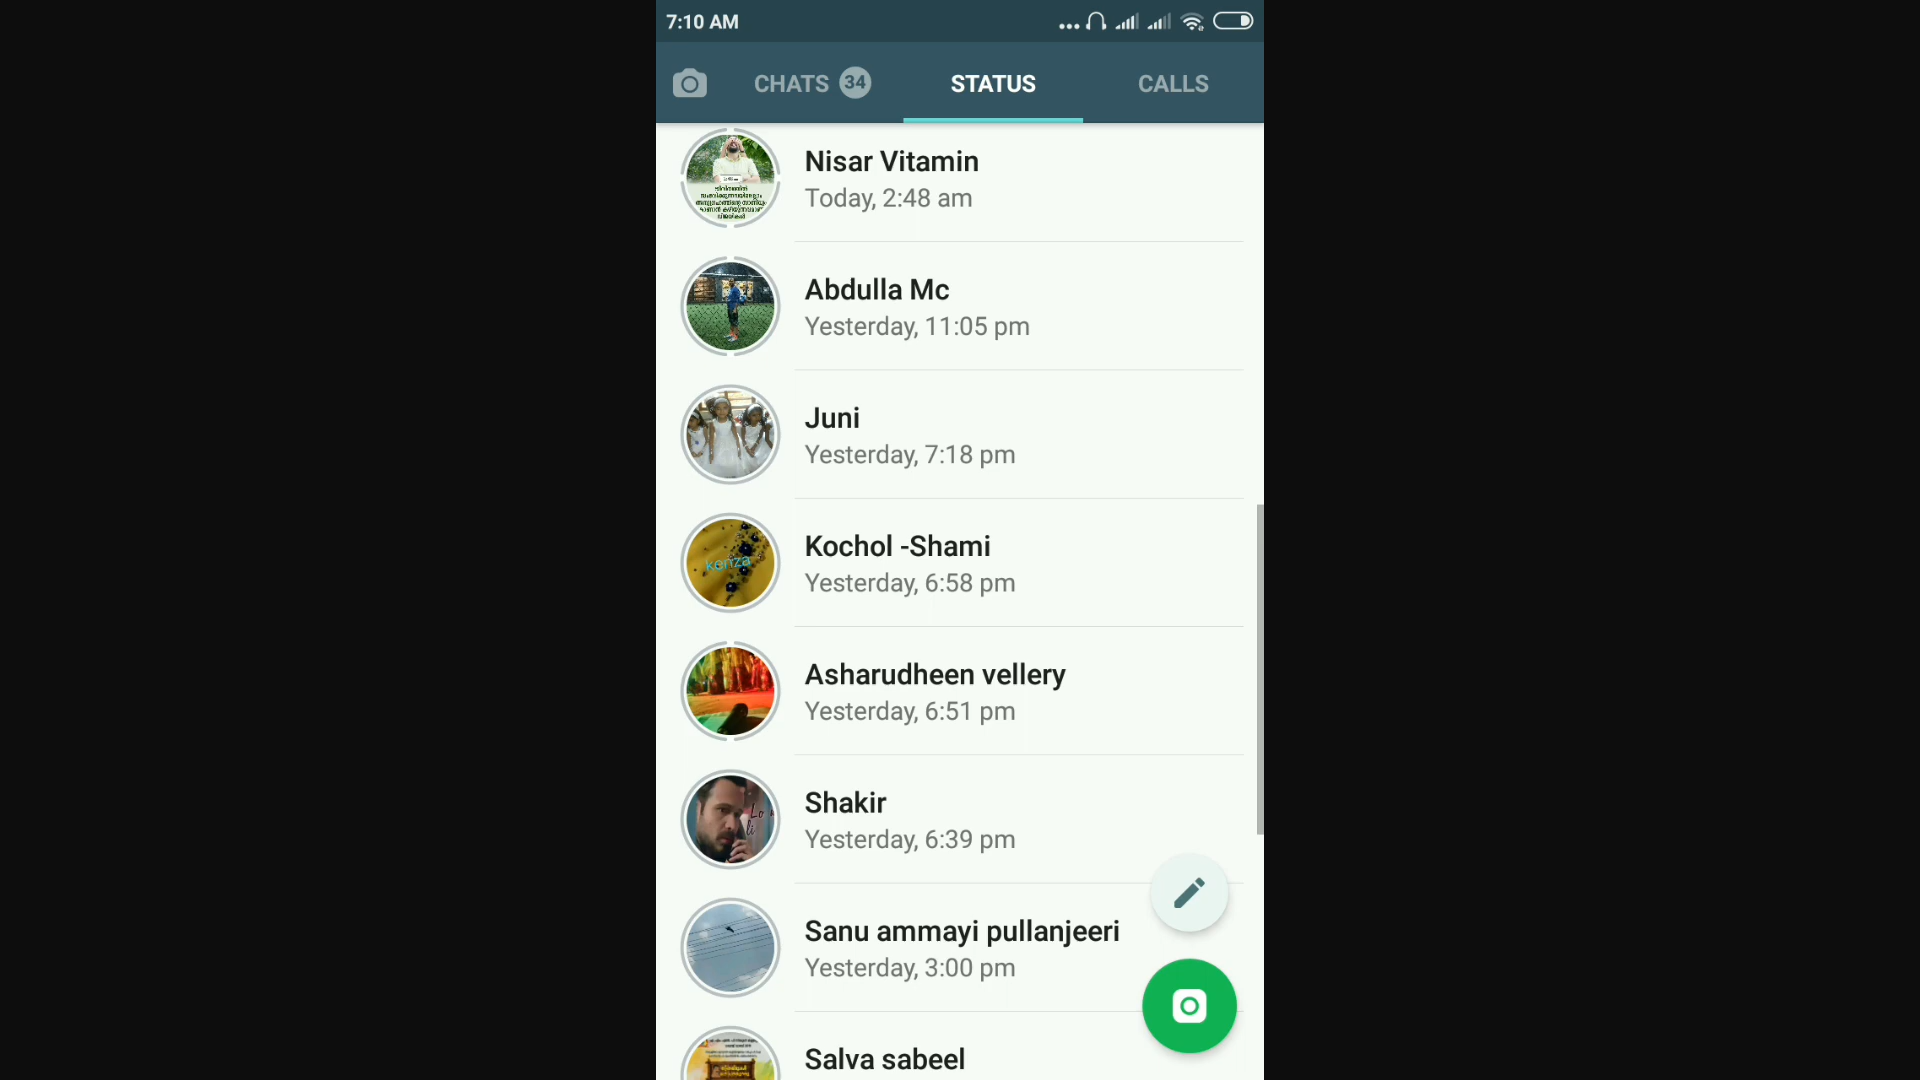 7:10 AM
CHATS 34 STATUS CALLS
Nisar Vitamin
Today, 2:48 am
Abdulla Mc
Yesterday, 11:05 pm
Juni
Yesterday, 7:18 pm
kenza
Kochol -Shami
Yesterday, 6:58 pm
Asharudheen vellery
Yesterday, 6:51 pm
Shakir
Yesterday, 6:39 pm
Sanu ammayi pullanjeeri
Yesterday, 3:00 pm
Salva sabeel